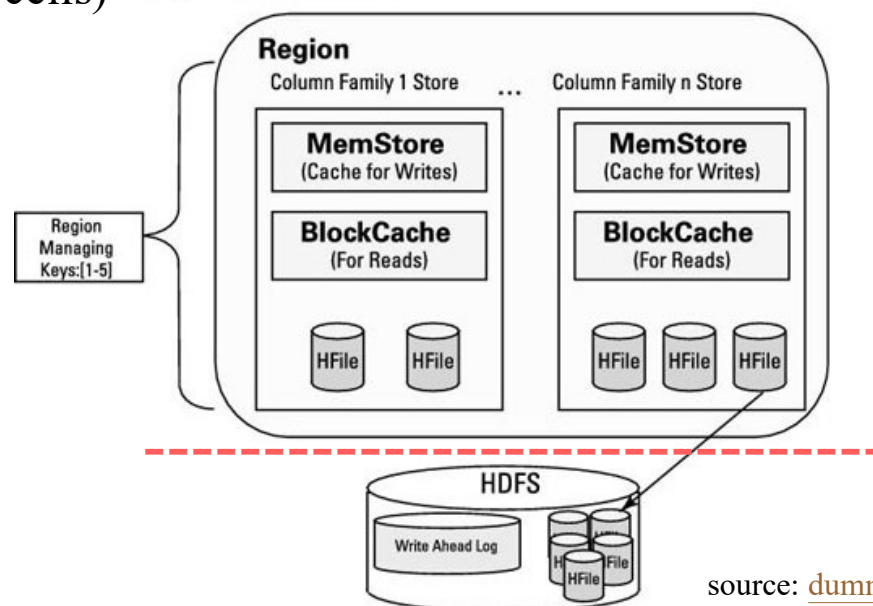 cells)
Region
Column Family 1 Store ... Column Family n Store
MemStore
(Cache for Writes)
MemStore
(Cache for Writes)
BlockCache
(For Reads)
BlockCache
(For Reads)
Region
Managing
Keys:[1-5]
HFile HFile
HFile HFile HFile
HDFS
Write Ahead Log
HFile
source: